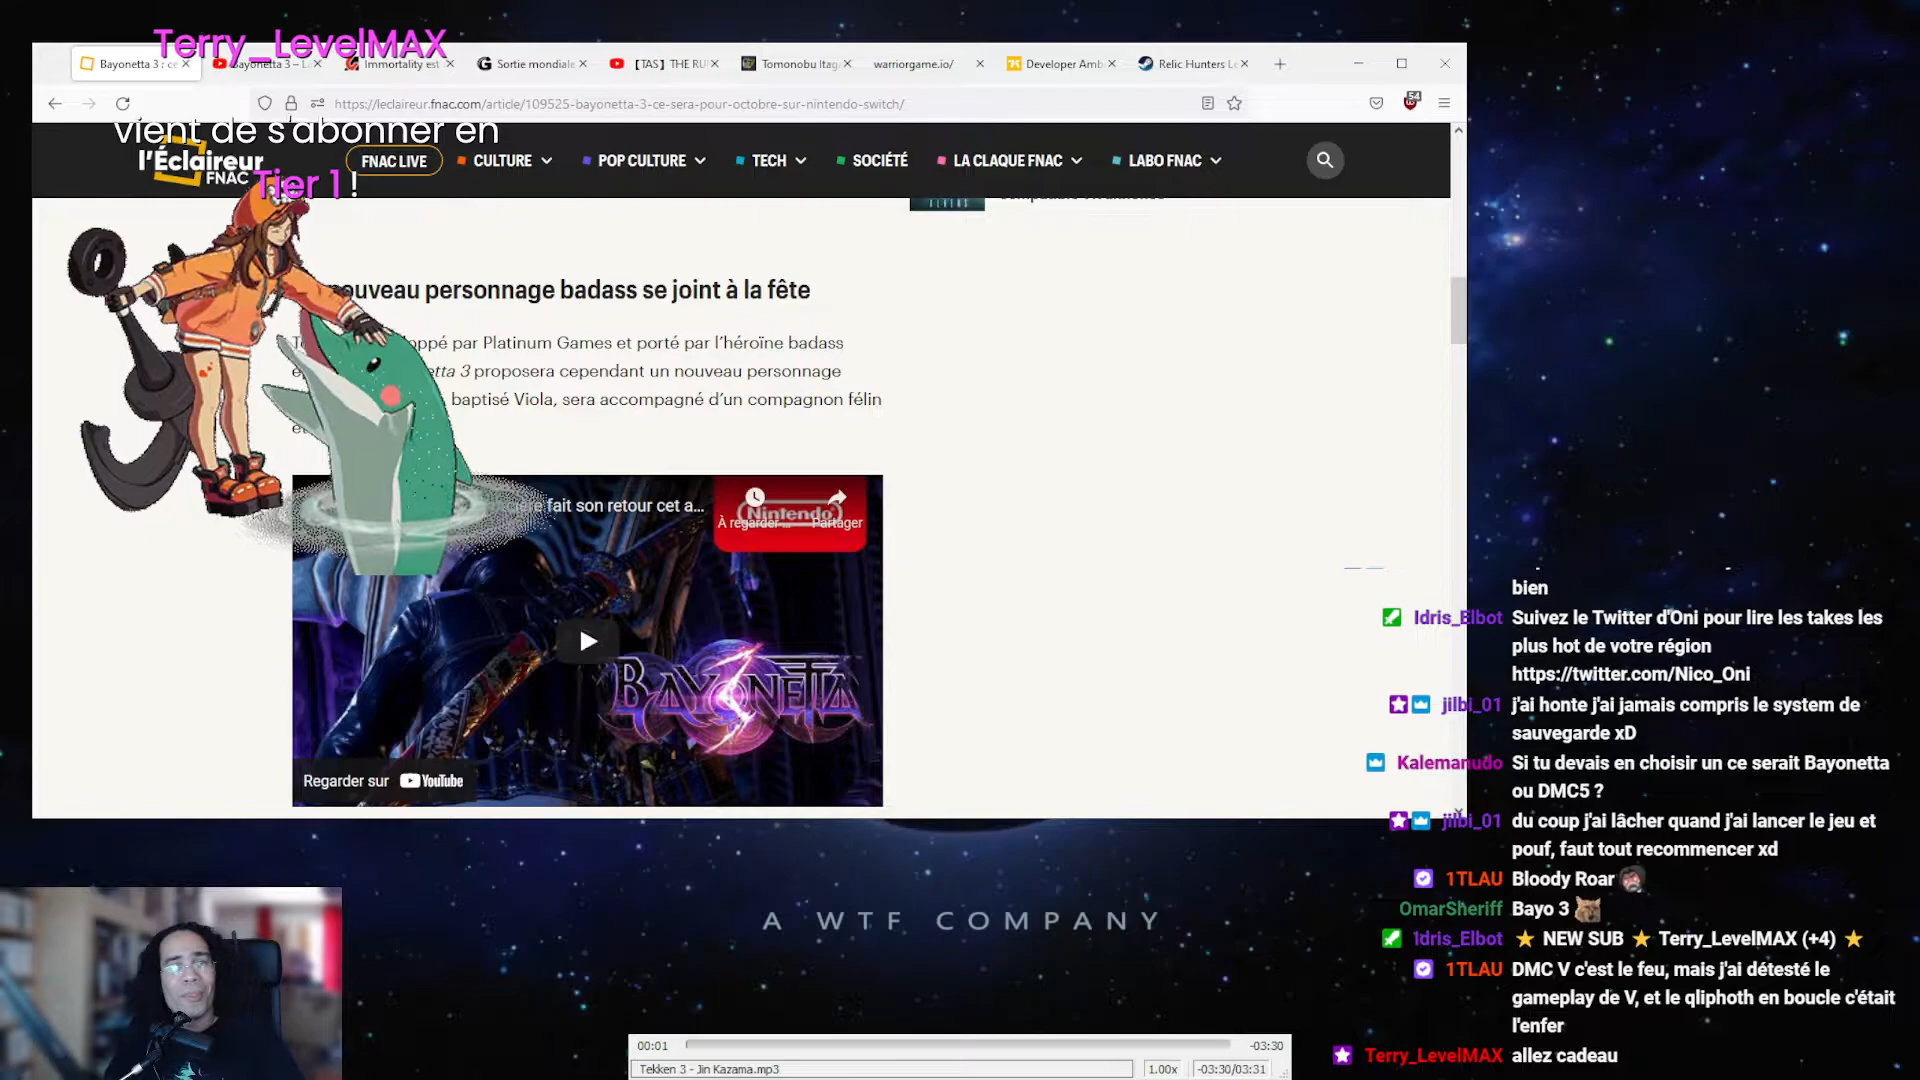 Terry_LevelMAX
vient de s'abonner en
Tier 1 !
Bayonetta 3 : ce
Bayonetta 3 – L
Immortality est
Sortie mondiale
【TAS】THE RU
Tomonobu Itag
warriorgame.io/
Developer Amb
Relic Hunters Le
https://leclaireur.fnac.com/article/109525-bayonetta-3-ce-sera-pour-octobre-sur-nintendo-switch/
54
l'Éclaireur
FNAC
FNAC LIVE
CULTURE
POP CULTURE
TECH
SOCIÉTÉ
LA CLAQUE FNAC
LABO FNAC
ALIENS
nouveau personnage badass se joint à la fête
oppé par Platinum Games et porté par l'héroïne badass
etta 3 proposera cependant un nouveau personnage
baptisé Viola, sera accompagné d'un compagnon félin
fait son retour cet a...
Nintendo
À regarder ...
Partager
BAYONETTA 3
Regarder sur YouTube
bien
Idris_Elbot Suivez le Twitter d'Oni pour lire les takes les
plus hot de votre région
https://twitter.com/Nico_Oni
jilbi_01 j'ai honte j'ai jamais compris le system de
sauvegarde xD
Kalemanudo Si tu devais en choisir un ce serait Bayonetta
ou DMC5 ?
jilbi_01 du coup j'ai lâcher quand j'ai lancer le jeu et
pouf, faut tout recommencer xd
1TLAU Bloody Roar
OmarSheriff Bayo 3
Idris_Elbot ⭐ NEW SUB ⭐ Terry_LevelMAX (+4) ⭐
1TLAU DMC V c'est le feu, mais j'ai détesté le
gameplay de V, et le qliphoth en boucle c'était
l'enfer
Terry_LevelMAX allez cadeau
A WTF COMPANY
00:01
-03:30
Tekken 3 - Jin Kazama.mp3
1.00x
-03:30/03:31